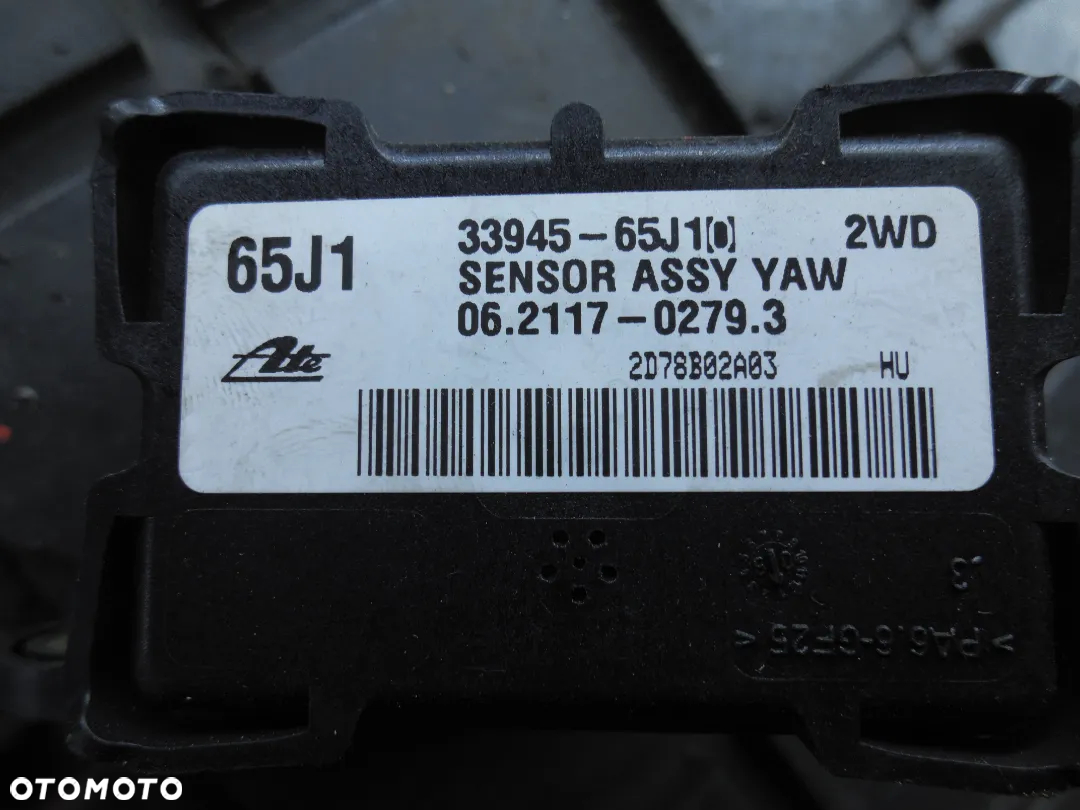 65J1
33945-65J1[0] 2WD
SENSOR ASSY YAW
06.2117-0279.3
Ate
2D78B02A03 HU
J3
>PA6.6-GF25<
OTOMOTO